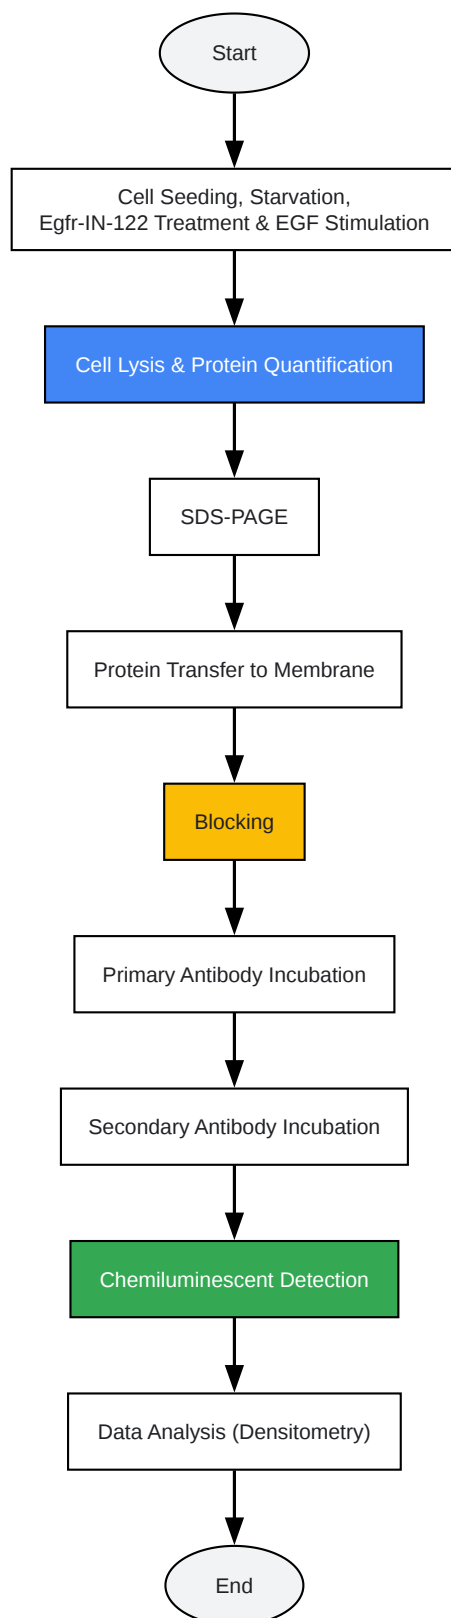 Start
Cell Seeding, Starvation,
Egfr-IN-122 Treatment & EGF Stimulation
Cell Lysis & Protein Quantification
SDS-PAGE
Protein Transfer to Membrane
Blocking
Primary Antibody Incubation
Secondary Antibody Incubation
Chemiluminescent Detection
Data Analysis (Densitometry)
End